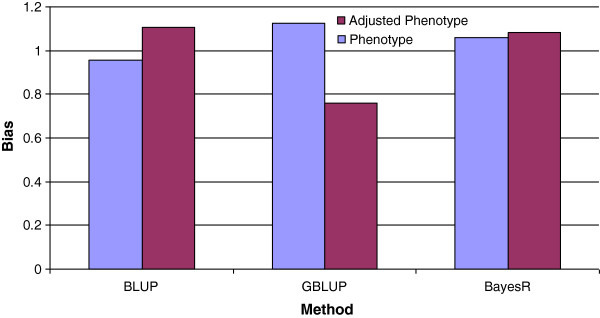 1.2
1
0.8
0.6
0.4
0.2
0
Bias
Adjusted Phenotype
Phenotype
BLUP GBLUP BayesR
Method